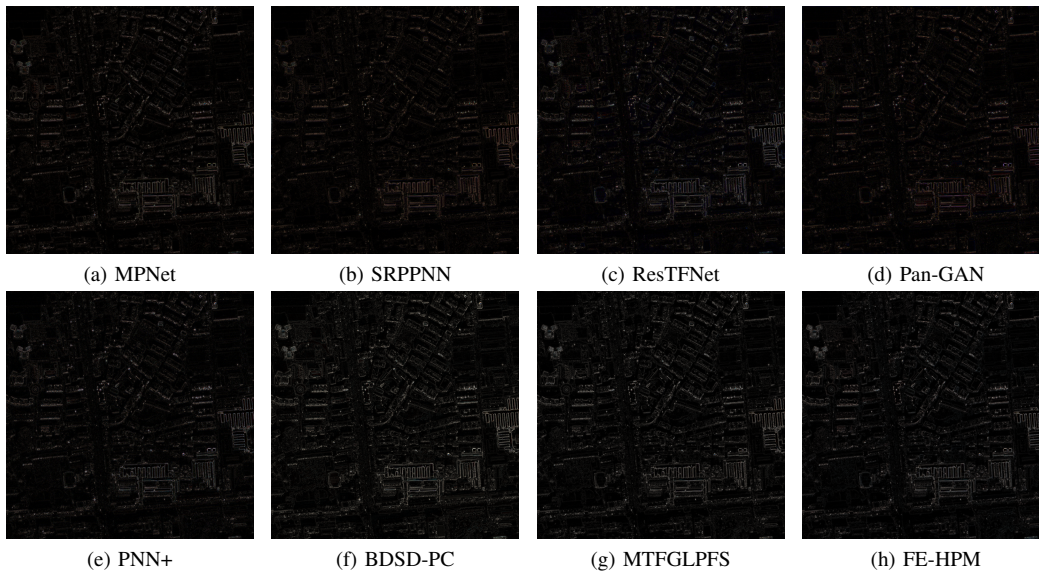 (a) MPNet
(b) SRPPNN
(c) ResTFNet
(d) Pan-GAN
(e) PNN+
(f) BDSD-PC
(g) MTFGLPFS
(h) FE-HPM